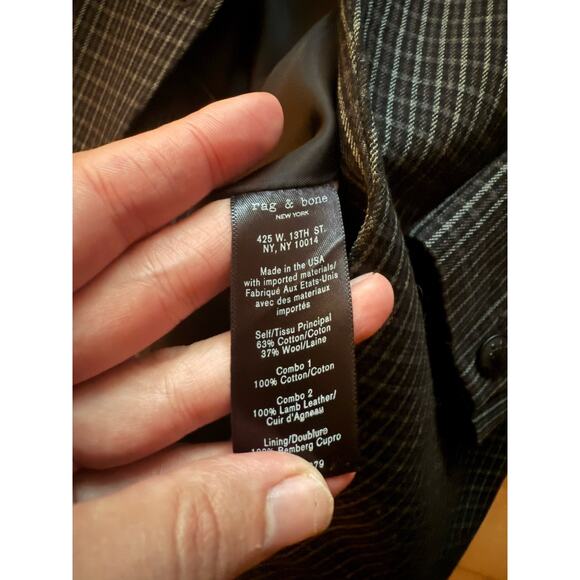 rag & bone
NEW YORK
425 W. 13TH ST.
NY, NY 10014
Made in the USA
with imported materials/
Fabriqué Aux Etats-Unis
avec des materiaux
importés
Self/Tissu Principal
63% Cotton/Coton
37% Wool/Laine
Combo 1
100% Cotton/Coton
Combo 2
100% Lamb Leather/
Cuir d'Agneau
Lining/Doublure
100% Bemberg Cupro
79